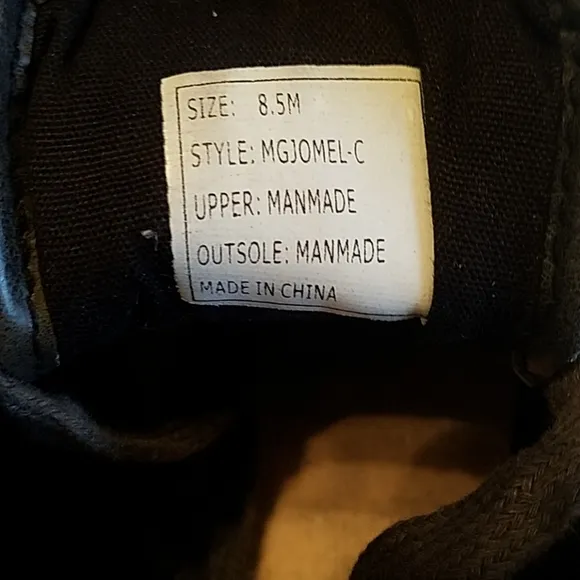 SIZE: 8.5M
STYLE: MGJOMEL-C
UPPER: MANMADE
OUTSOLE: MANMADE
MADE IN CHINA